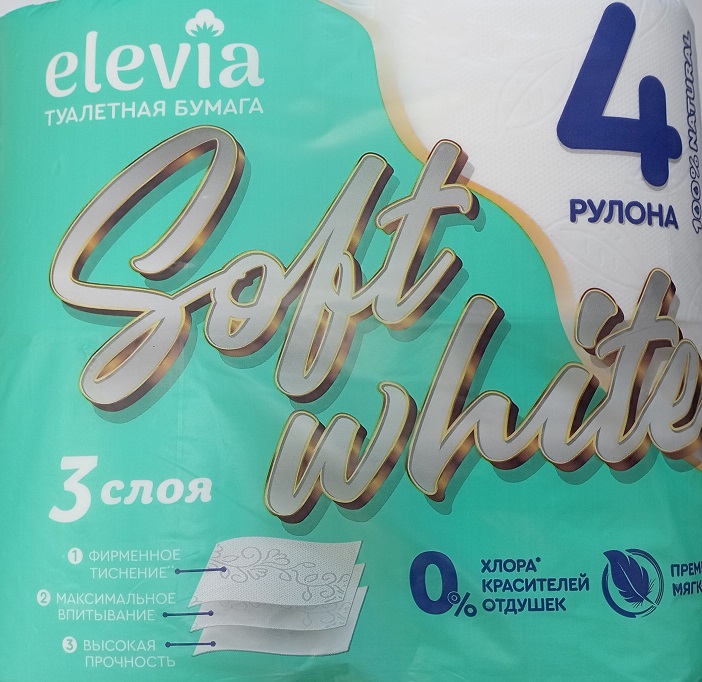 elevia
ТУАЛЕТНАЯ БУМАГА
4
РУЛОНА
100% NATURAL
Soft
white
3 слоя
1 ФИРМЕННОЕ
ТИСНЕНИЕ**
2 МАКСИМАЛЬНОЕ
ВПИТЫВАНИЕ
3 ВЫСОКАЯ
ПРОЧНОСТЬ
0%
ХЛОРА*
КРАСИТЕЛЕЙ
ОТДУШЕК